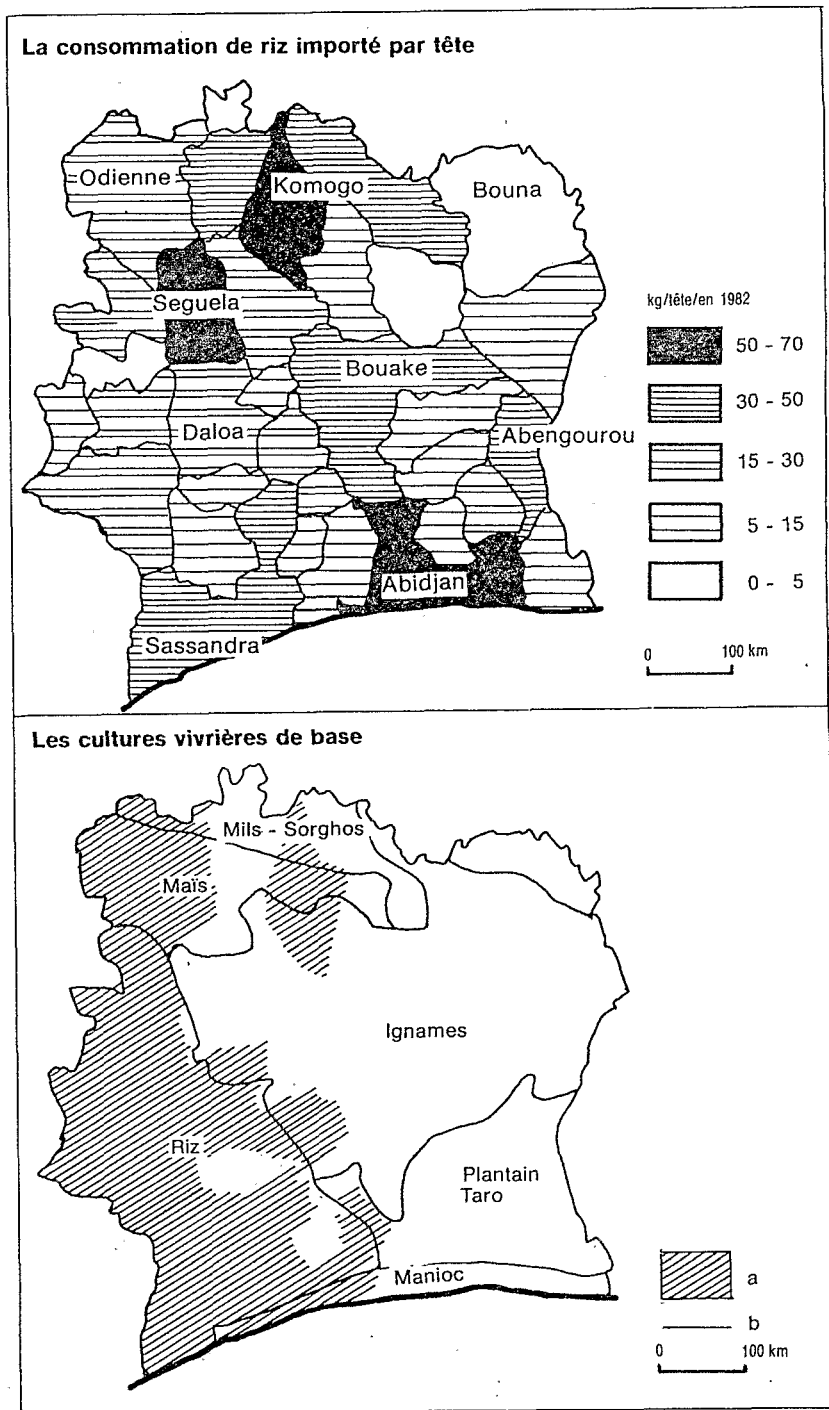 La consommation de riz importé par tête
Odienne
Komogo
Bouna
kg/tête/en 1982
Seguela
50 - 70
Bouake
30 - 50
Daloa
Abengourou
15 - 30
5 - 15
Abidjan
0 - 5
Sassandra
0 100 km
Les cultures vivrières de base
Mils - Sorghos
Maïs
Ignames
Riz
Plantain
Taro
Manioc
a
b
0 100 km